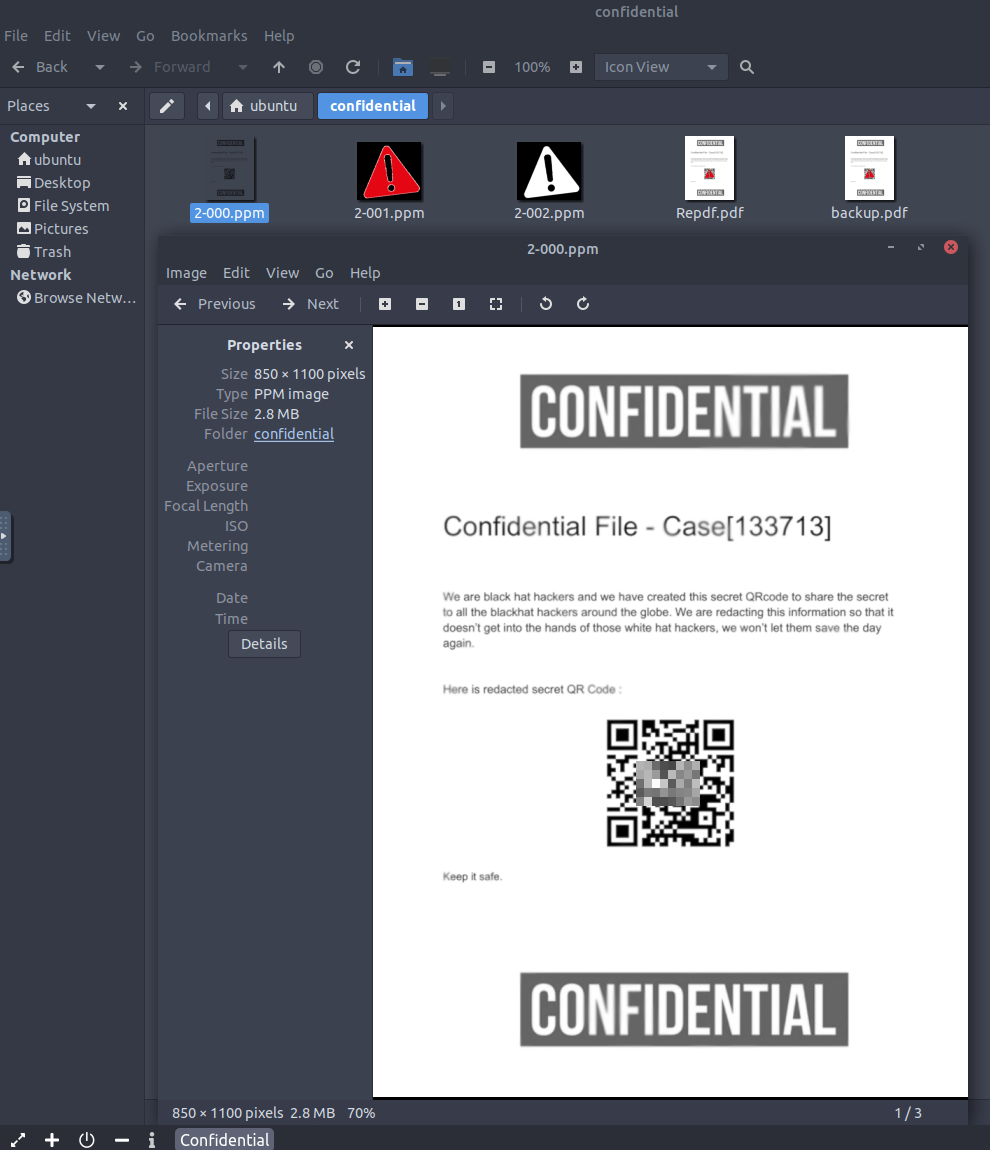 confidential
File Edit View Go Bookmarks Help
Back Forward 100% Icon View
Places ubuntu confidential
Computer
ubuntu
Desktop
File System
Pictures
Trash
Network
Browse Netw…
2-000.ppm 2-001.ppm 2-002.ppm Repdf.pdf backup.pdf
2-000.ppm
Image Edit View Go Help
Previous Next
Properties
Size 850 × 1100 pixels
Type PPM image
File Size 2.8 MB
Folder confidential
Aperture
Exposure
Focal Length
ISO
Metering
Camera
Date
Time
Details
CONFIDENTIAL
Confidential File - Case[133713]
We are black hat hackers and we have created this secret QRcode to share the secret
to all the blackhat hackers around the globe. We are redacting this information so that it
doesn't get into the hands of those white hat hackers, we won't let them save the day
again.
Here is redacted secret QR Code :
Keep it safe.
CONFIDENTIAL
850 × 1100 pixels 2.8 MB 70% 1 / 3
Confidential